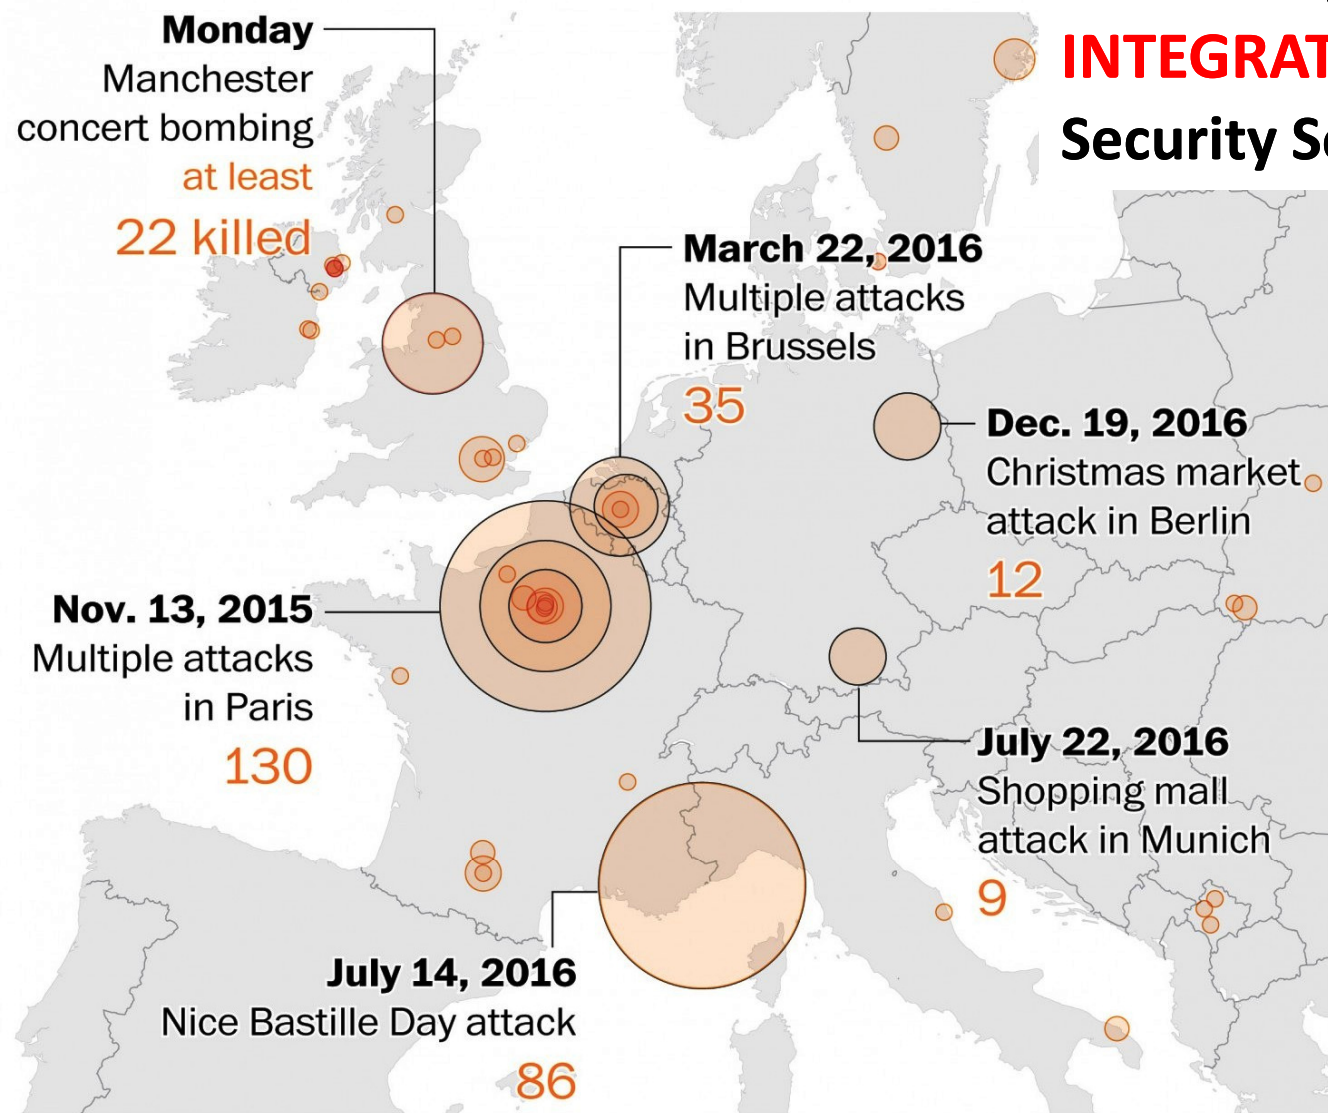 Monday
Manchester
concert bombing
at least
22 killed
INTEGRAT
Security S
March 22, 2016
Multiple attacks
in Brussels
35
Dec. 19, 2016
Christmas market
attack in Berlin
12
Nov. 13, 2015
Multiple attacks
in Paris
130
July 22, 2016
Shopping mall
attack in Munich
9
July 14, 2016
Nice Bastille Day attack
86